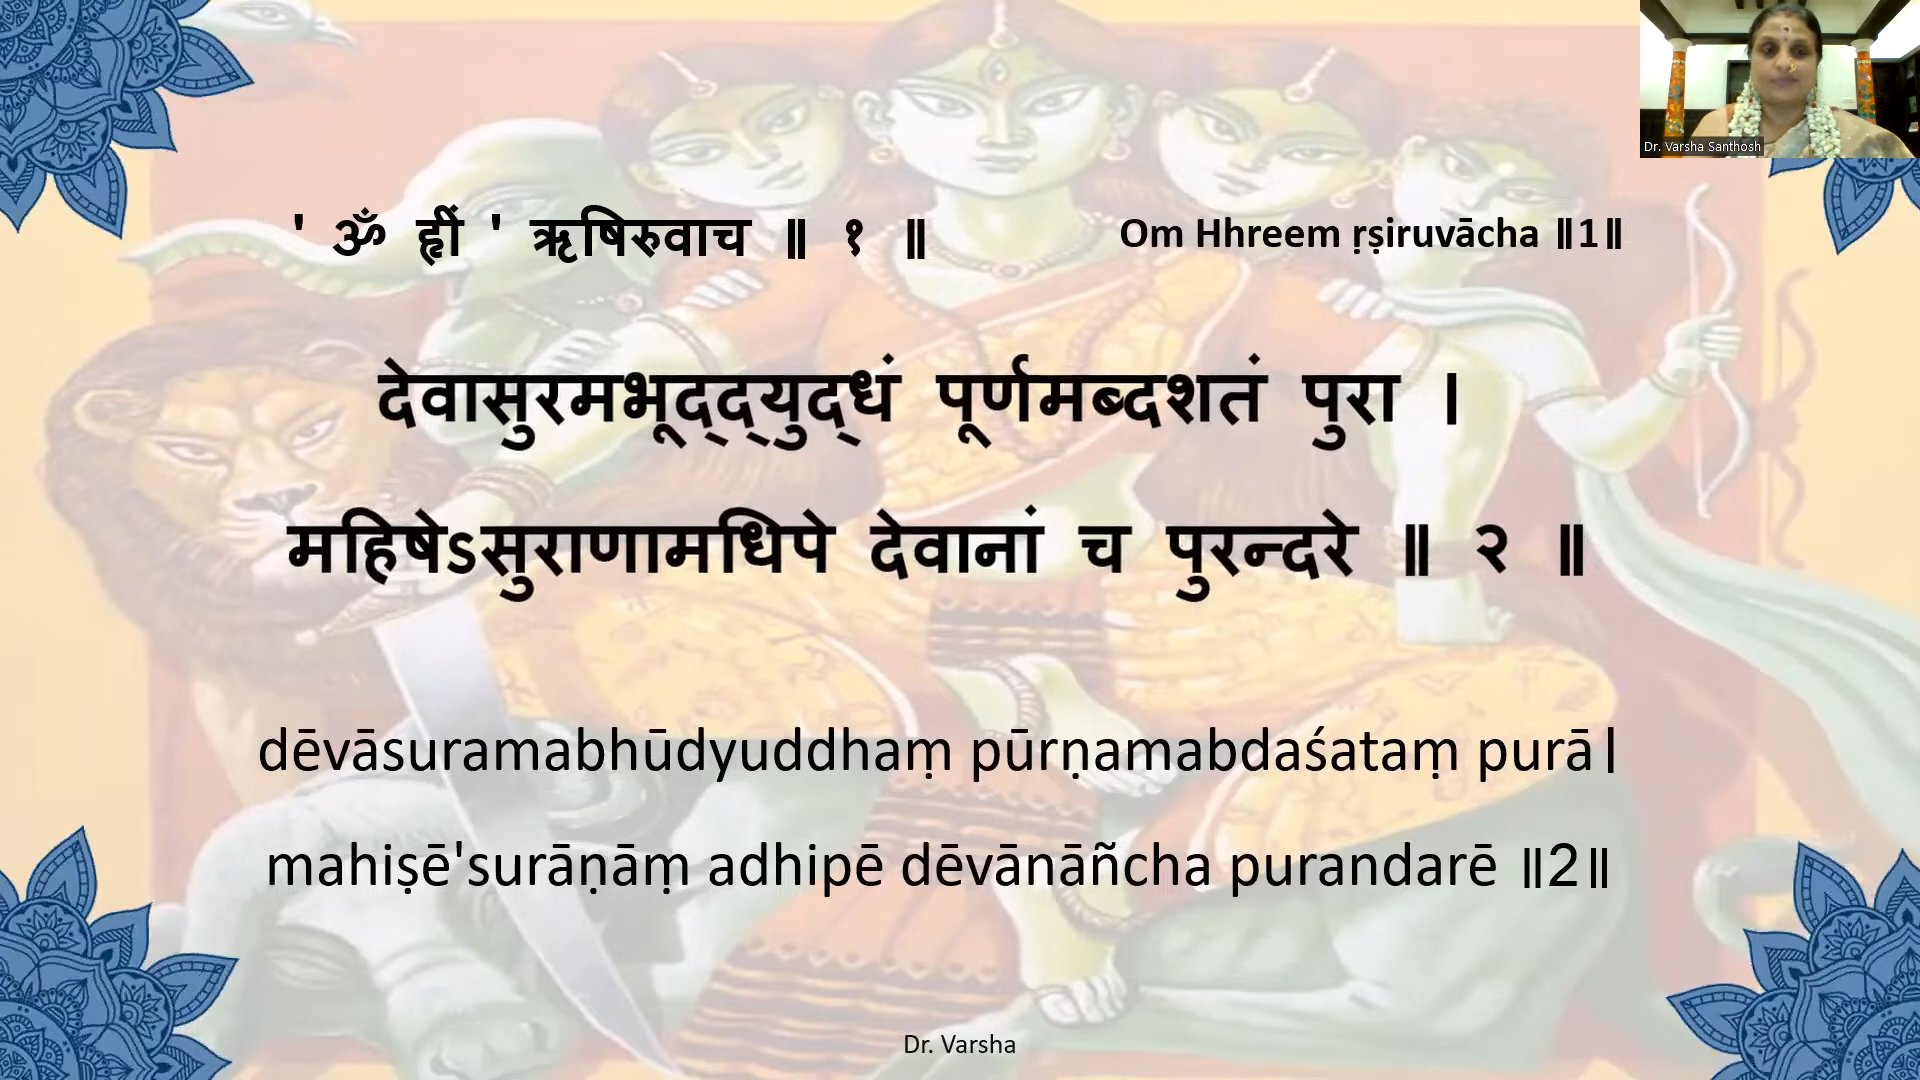 Dr. Varsha Santhosh
' ॐ हृीं ' ऋषिरुवाच ॥ १ ॥ Om Hhreem ṛṣiruvācha ॥1॥
देवासुरमभूद्द्युद्धं पूर्णमब्दशतं पुरा ।
महिषेऽसुराणामधिपे देवानां च पुरन्दरे ॥ २ ॥
dēvāsuramabhūdyuddhaṃ pūrṇamabdaśataṃ purā।
mahiṣē'surāṇāṃ adhipē dēvānāñcha purandarē ॥2॥
Dr. Varsha